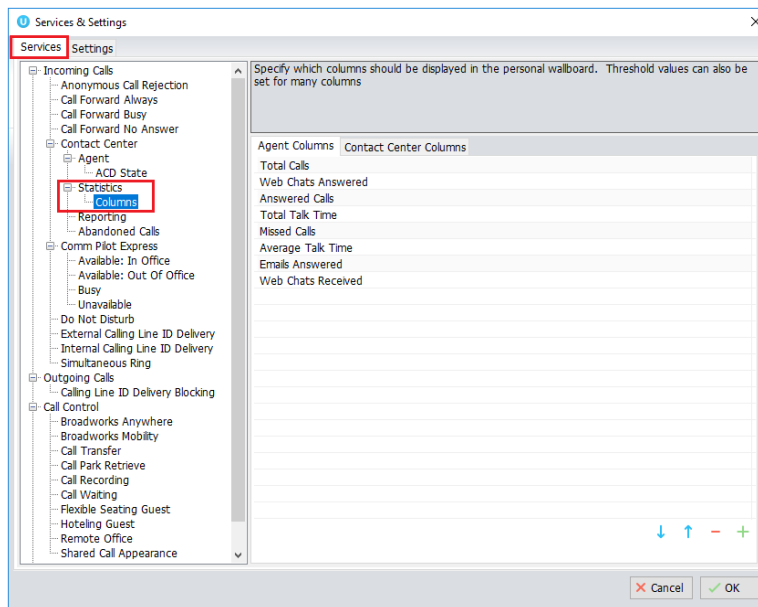 Services & Settings
Services Settings
Incoming Calls
Anonymous Call Rejection
Call Forward Always
Call Forward Busy
Call Forward No Answer
Contact Center
Agent
ACD State
Statistics
Columns
Reporting
Abandoned Calls
Comm Pilot Express
Available: In Office
Available: Out Of Office
Busy
Unavailable
Do Not Disturb
External Calling Line ID Delivery
Internal Calling Line ID Delivery
Simultaneous Ring
Outgoing Calls
Calling Line ID Delivery Blocking
Call Control
Broadworks Anywhere
Broadworks Mobility
Call Transfer
Call Park Retrieve
Call Recording
Call Waiting
Flexible Seating Guest
Hoteling Guest
Remote Office
Shared Call Appearance
Specify which columns should be displayed in the personal wallboard. Threshold values can also be
set for many columns
Agent Columns Contact Center Columns
Total Calls
Web Chats Answered
Answered Calls
Total Talk Time
Missed Calls
Average Talk Time
Emails Answered
Web Chats Received
Cancel OK